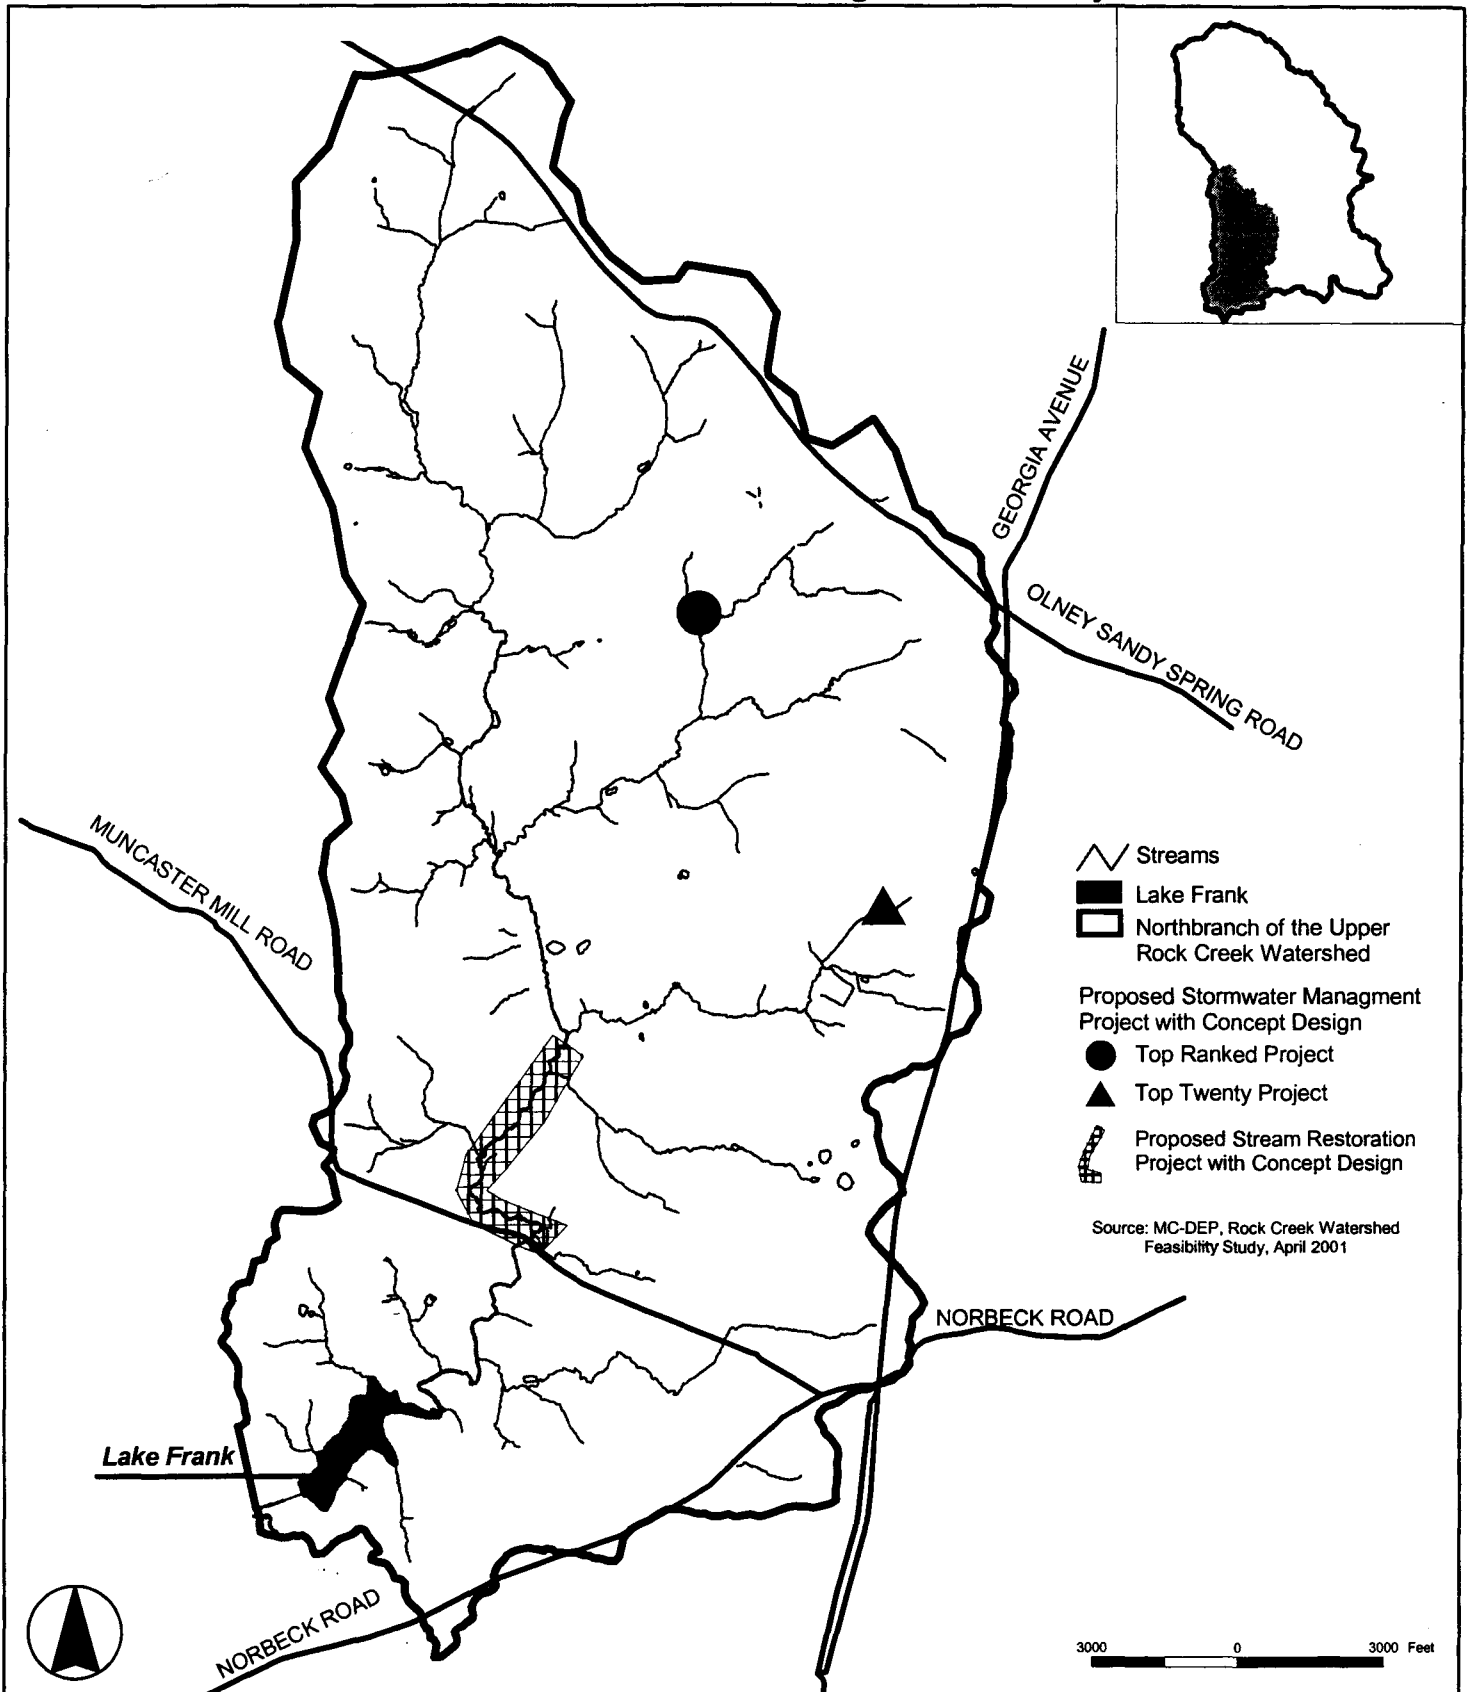 GEORGIA AVENUE
OLNEY SANDY SPRING ROAD
MUNCASTER MILL ROAD
Streams
Lake Frank
Northbranch of the Upper
Rock Creek Watershed
Proposed Stormwater Managment
Project with Concept Design
Top Ranked Project
Top Twenty Project
Proposed Stream Restoration
Project with Concept Design
Source: MC-DEP, Rock Creek Watershed
Feasibility Study, April 2001
NORBECK ROAD
Lake Frank
NORBECK ROAD
3000 0 3000 Feet